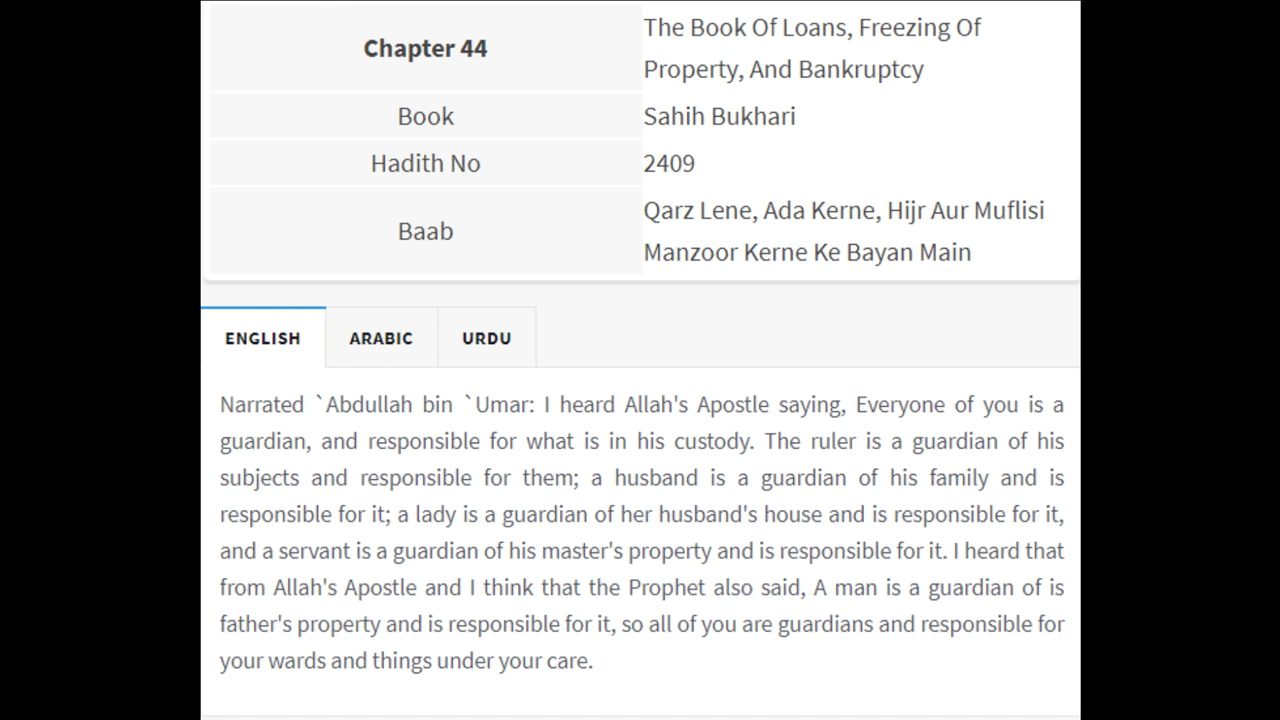 Chapter 44
The Book Of Loans, Freezing Of
Property, And Bankruptcy
Book
Sahih Bukhari
Hadith No
2409
Baab
Qarz Lene, Ada Kerne, Hijr Aur Muflisi
Manzoor Kerne Ke Bayan Main
ENGLISH
ARABIC
URDU
Narrated `Abdullah bin `Umar: I heard Allah's Apostle saying, Everyone of you is a
guardian, and responsible for what is in his custody. The ruler is a guardian of his
subjects and responsible for them; a husband is a guardian of his family and is
responsible for it; a lady is a guardian of her husband's house and is responsible for it,
and a servant is a guardian of his master's property and is responsible for it. I heard that
from Allah's Apostle and I think that the Prophet also said, A man is a guardian of is
father's property and is responsible for it, so all of you are guardians and responsible for
your wards and things under your care.